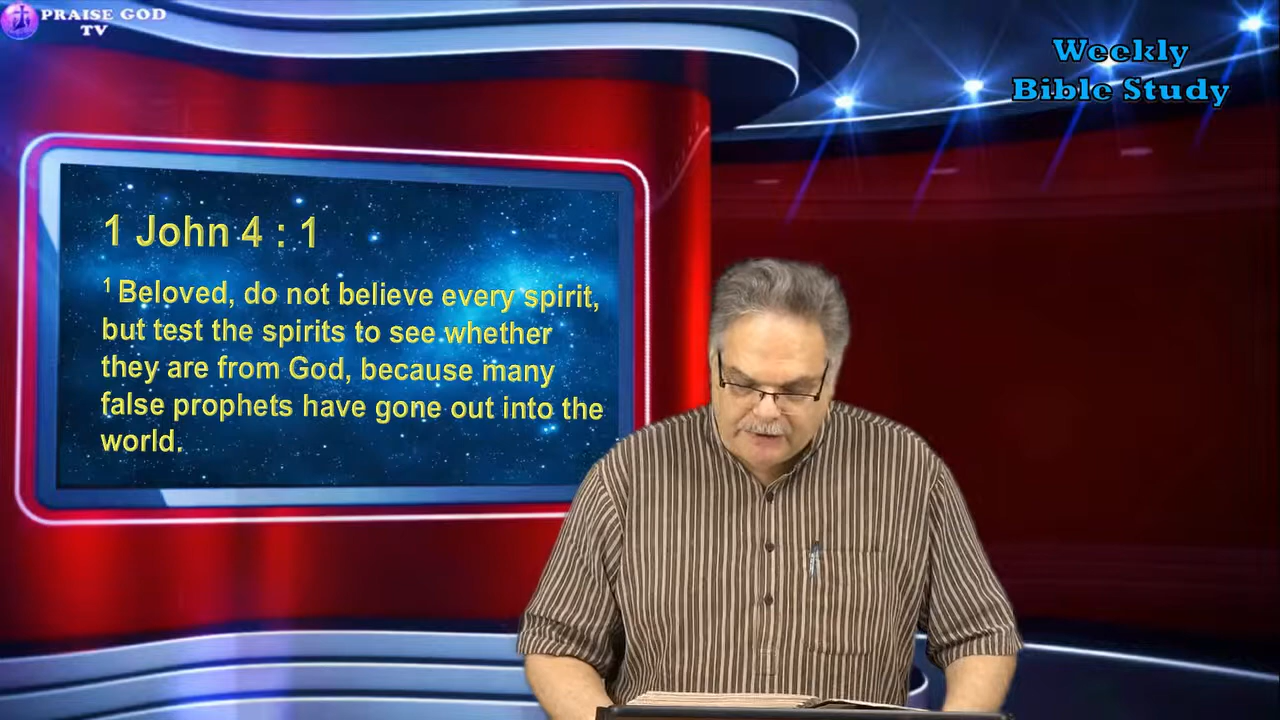 PRAISE GOD
TV
Weekly
Bible Study
1 John 4 : 1
1 Beloved, do not believe every spirit,
but test the spirits to see whether
they are from God, because many
false prophets have gone out into the
world.